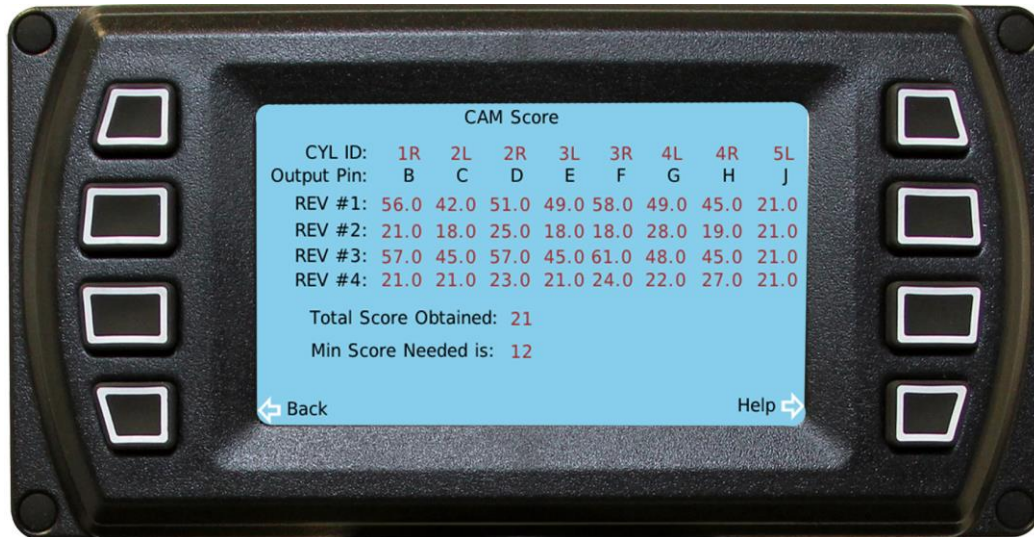 CAM Score
CYL ID: 1R 2L 2R 3L 3R 4L 4R 5L
Output Pin: B C D E F G H J
REV #1: 56.0 42.0 51.0 49.0 58.0 49.0 45.0 21.0
REV #2: 21.0 18.0 25.0 18.0 18.0 28.0 19.0 21.0
REV #3: 57.0 45.0 57.0 45.0 61.0 48.0 45.0 21.0
REV #4: 21.0 21.0 23.0 21.0 24.0 22.0 27.0 21.0
Total Score Obtained: 21
Min Score Needed is: 12
Back Help